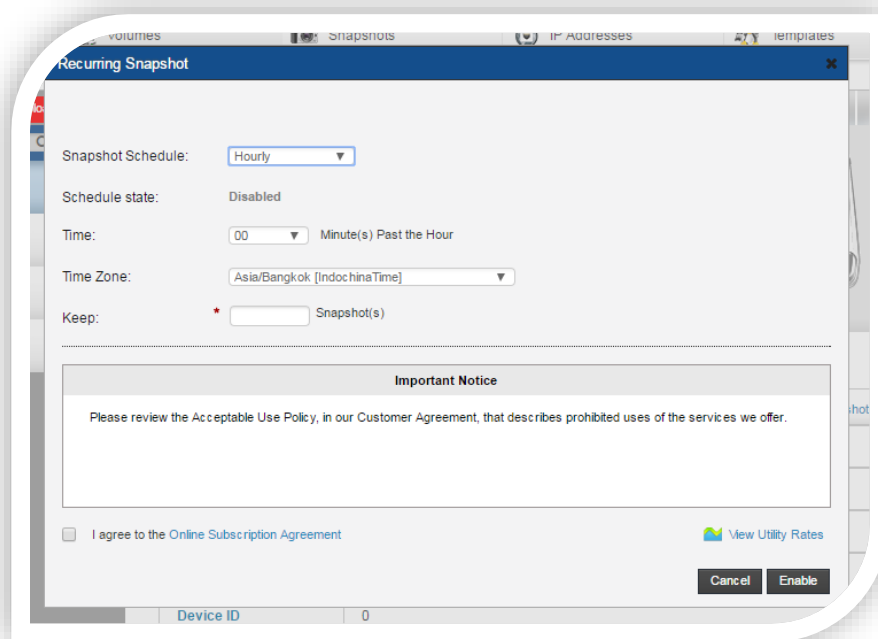 Volumes Snapshots IP Addresses Templates
Recurring Snapshot
Snapshot Schedule: Hourly
Schedule state: Disabled
Time: 00 Minute(s) Past the Hour
Time Zone: Asia/Bangkok [IndochinaTime]
Keep: * Snapshot(s)
Important Notice
Please review the Acceptable Use Policy, in our Customer Agreement, that describes prohibited uses of the services we offer.
I agree to the Online Subscription Agreement
View Utility Rates
Cancel Enable
Device ID 0